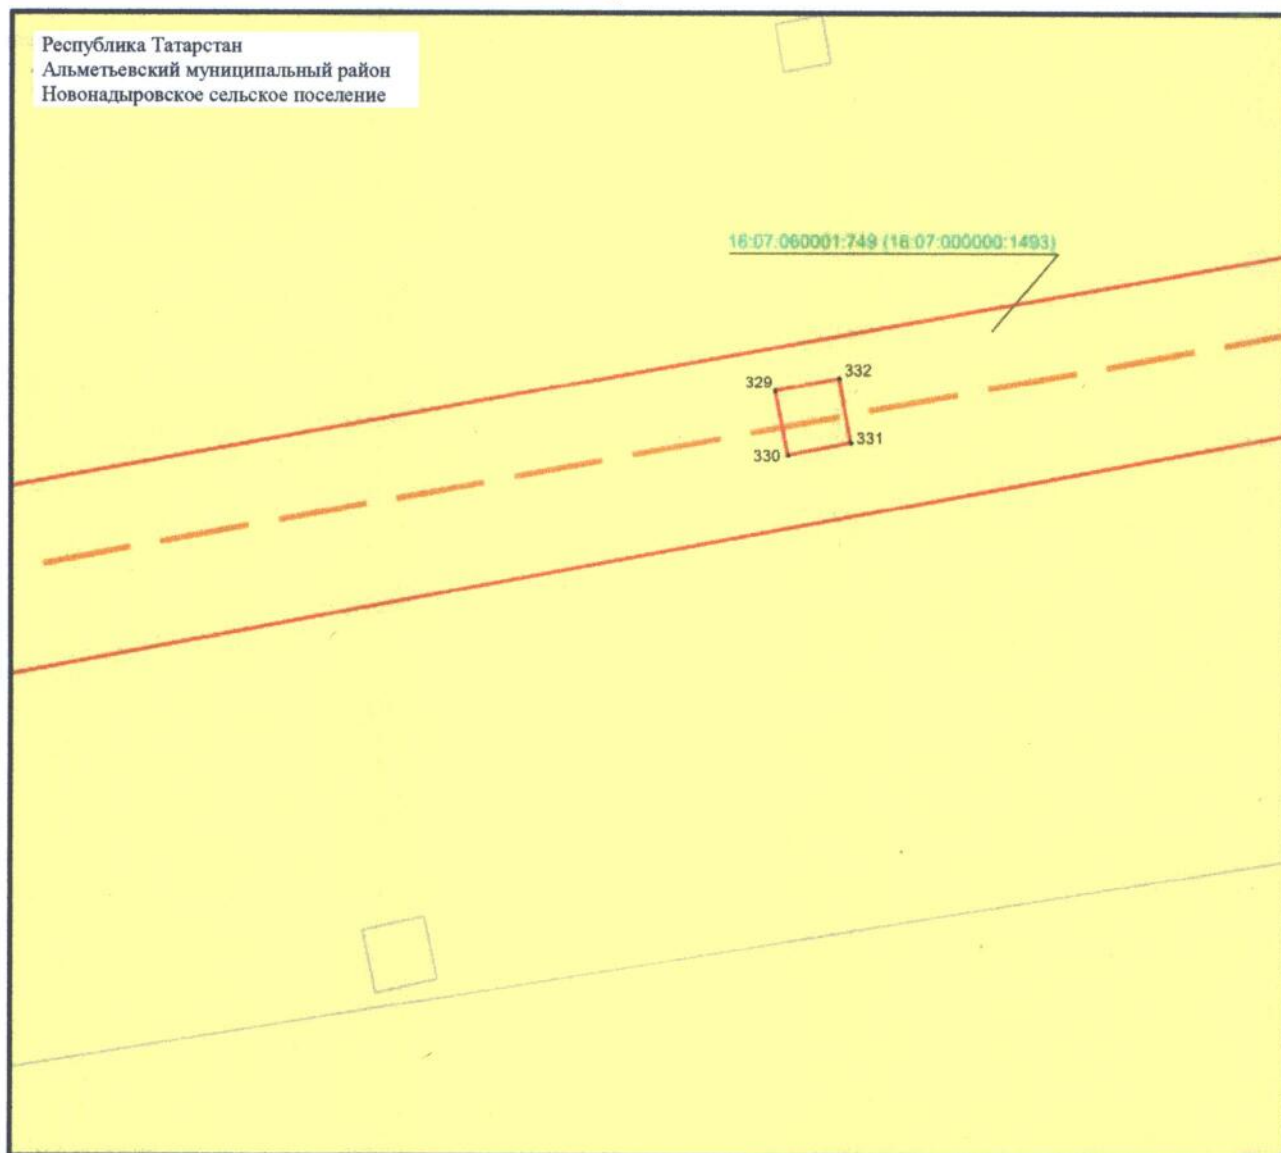 Республика Татарстан
Альметьевский муниципальный район
Новонадыровское сельское поселение
16:07:060001:749 (16:07:000000:1493)
332
329
331
330